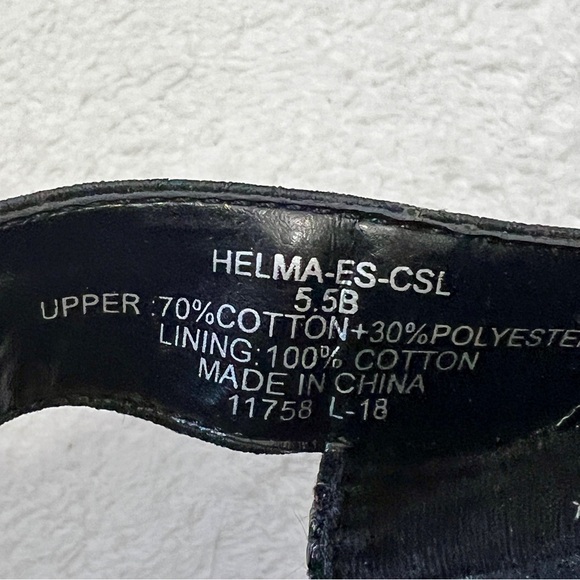 HELMA-ES-CSL
5.5B
UPPER :70%COTTON+30%POLYESTER
LINING:100% COTTON
MADE IN CHINA
11758 L-18